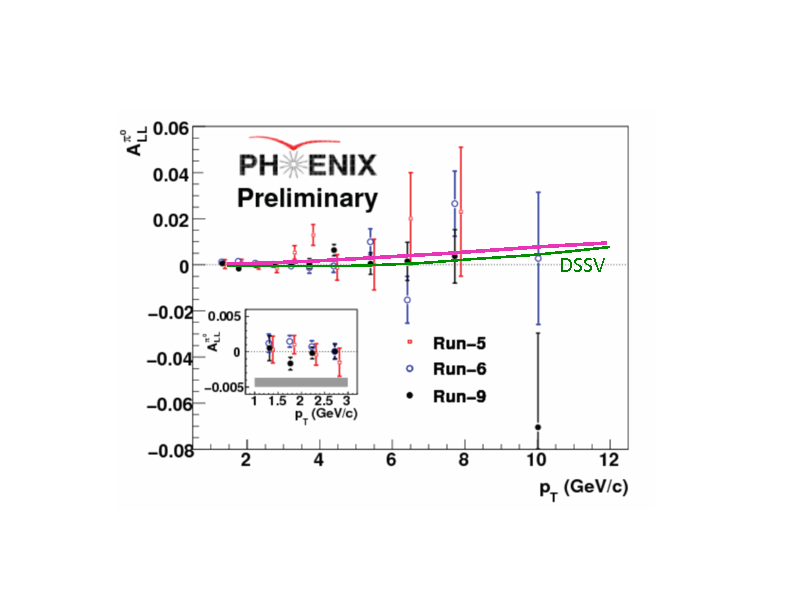 A_LL^π⁰
0.06
PHENIX
Preliminary
0.04
0.02
0
DSSV
−0.02
−0.04
−0.06
−0.08
0.005
0
−0.005
A_LL^π⁰
1 1.5 2 2.5 3
p_T (GeV/c)
Run−5
Run−6
Run−9
2 4 6 8 10 12
p_T (GeV/c)